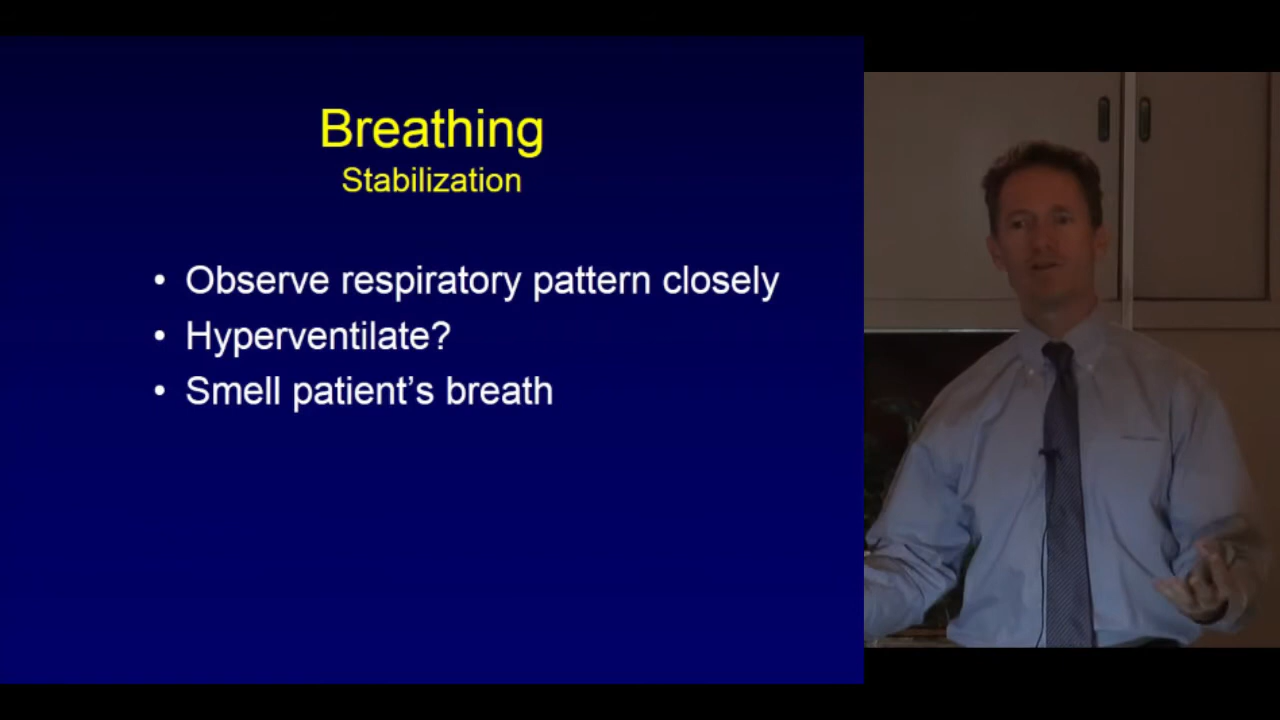 Breathing
Stabilization
• Observe respiratory pattern closely
• Hyperventilate?
• Smell patient's breath